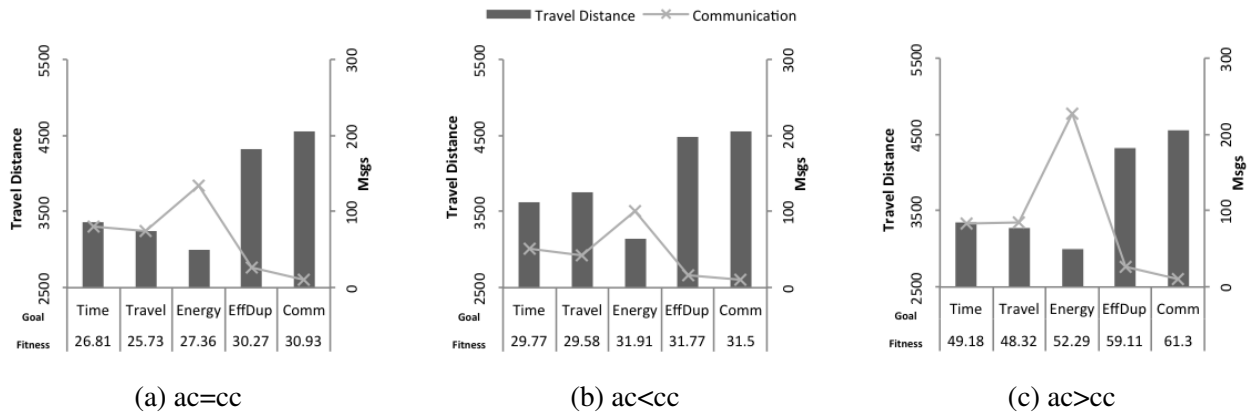 Travel Distance Communication
5500
4500
3500
2500
Travel Distance
300
200
100
0
Msgs
Goal Time Travel Energy EffDup Comm
Fitness 26.81 25.73 27.36 30.27 30.93
(a) ac=cc
5500
4500
3500
2500
Travel Distance
300
200
100
0
Msgs
Goal Time Travel Energy EffDup Comm
Fitness 29.77 29.58 31.91 31.77 31.5
(b) ac<cc
5500
4500
3500
2500
Travel Distance
300
200
100
0
Msgs
Goal Time Travel Energy EffDup Comm
Fitness 49.18 48.32 52.29 59.11 61.3
(c) ac>cc